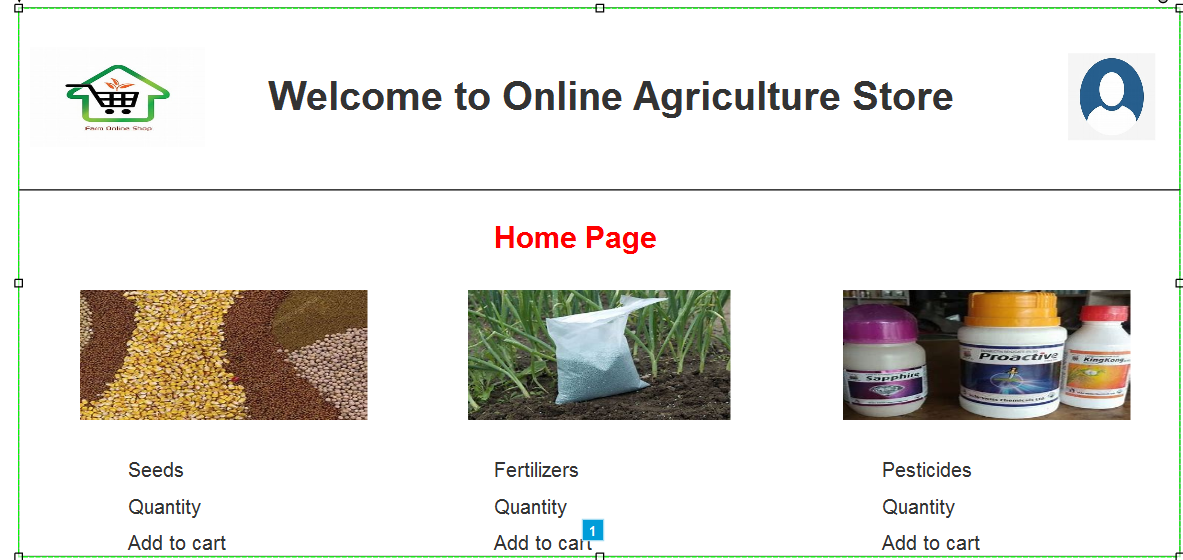 Welcome to Online Agriculture Store
Farm Online Shop
Home Page
Sapphire
Proactive
KingKong
Seeds
Fertilizers
Pesticides
Quantity
Quantity
Quantity
Add to cart
Add to cart
1
Add to cart